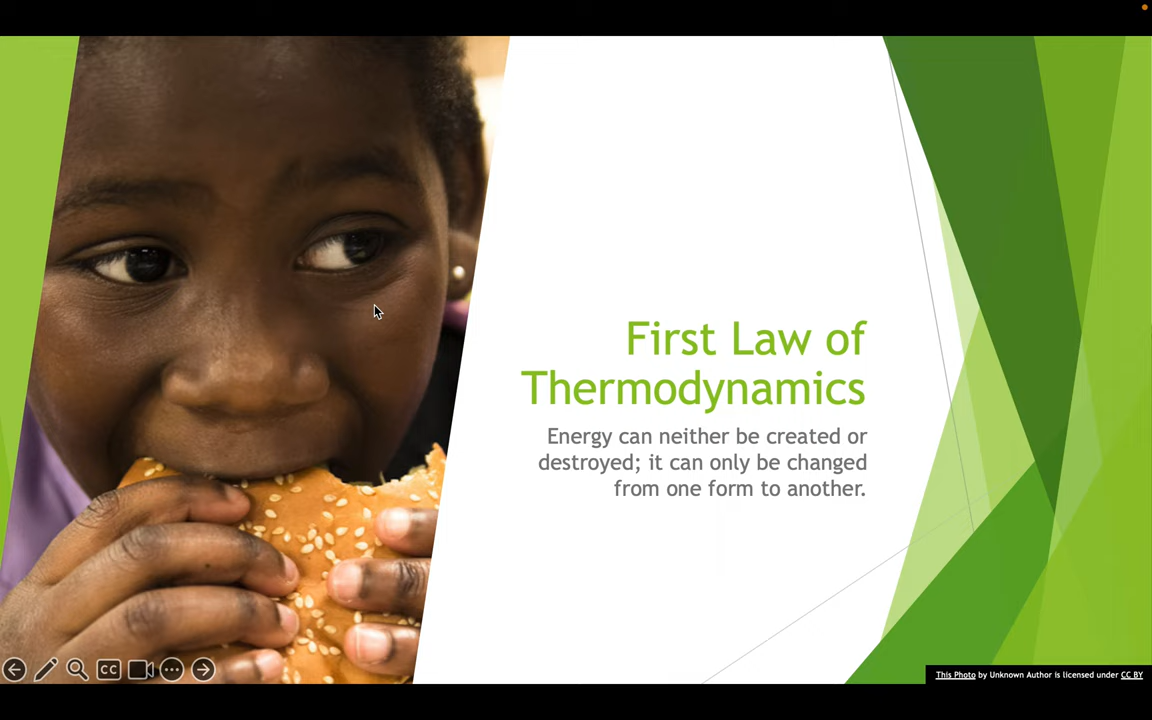 First Law of
Thermodynamics
Energy can neither be created or
destroyed; it can only be changed
from one form to another.
CC
This Photo by Unknown Author is licensed under CC BY